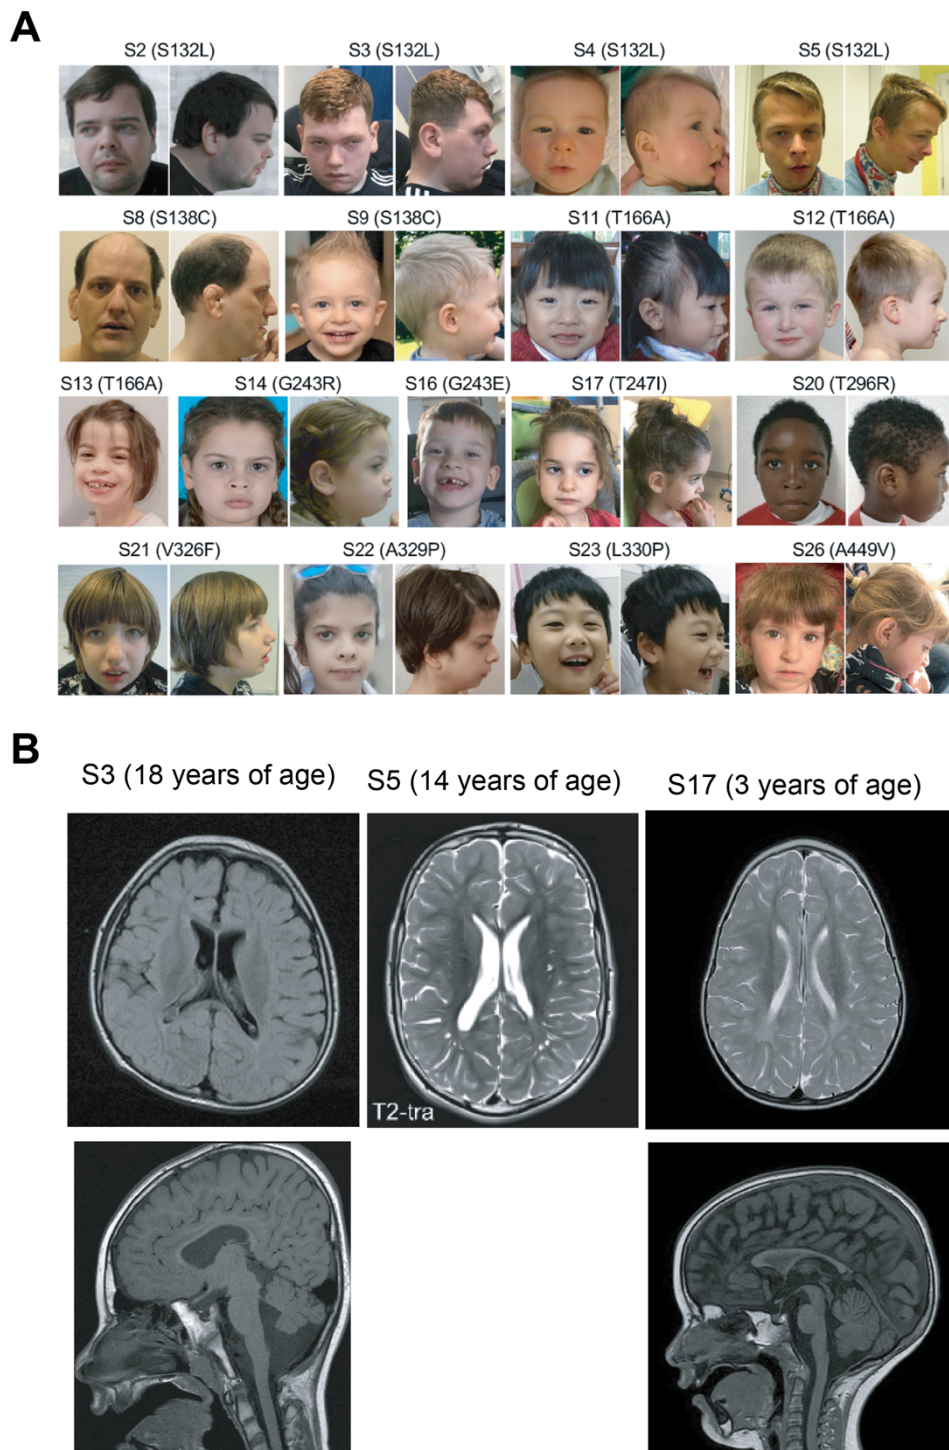 A
S2 (S132L) S3 (S132L) S4 (S132L) S5 (S132L)
S8 (S138C) S9 (S138C) S11 (T166A) S12 (T166A)
S13 (T166A) S14 (G243R) S16 (G243E) S17 (T247I) S20 (T296R)
S21 (V326F) S22 (A329P) S23 (L330P) S26 (A449V)
B
S3 (18 years of age) S5 (14 years of age) S17 (3 years of age)
T2-tra